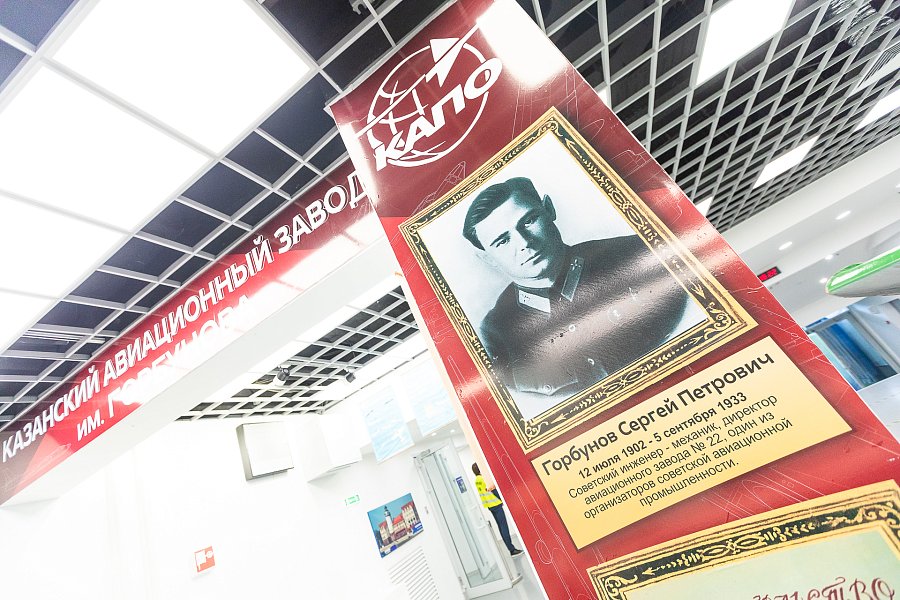 КАЗАНСКИЙ АВИАЦИОННЫЙ ЗАВОД
им. ГОРБУНОВА
КАПО
Горбунов Сергей Петрович
12 июля 1902 - 5 сентября 1933
Советский инженер - механик, директор
авиационного завода № 22, один из
организаторов советской авиационной
промышленности.